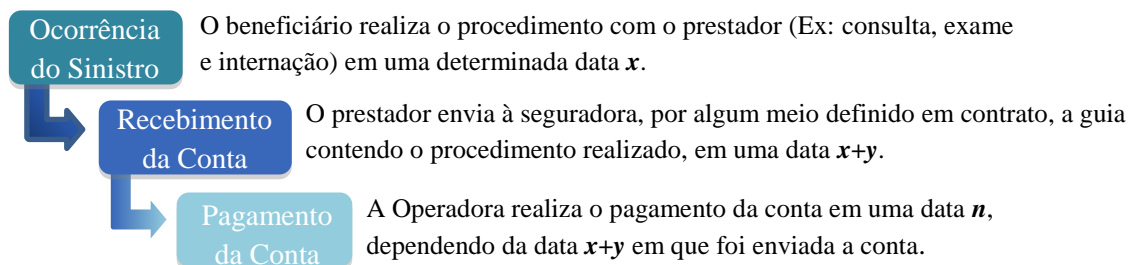 Ocorrência
do Sinistro
O beneficiário realiza o procedimento com o prestador (Ex: consulta, exame
e internação) em uma determinada data x.
Recebimento
da Conta
O prestador envia à seguradora, por algum meio definido em contrato, a guia
contendo o procedimento realizado, em uma data x+y.
Pagamento
da Conta
A Operadora realiza o pagamento da conta em uma data n,
dependendo da data x+y em que foi enviada a conta.